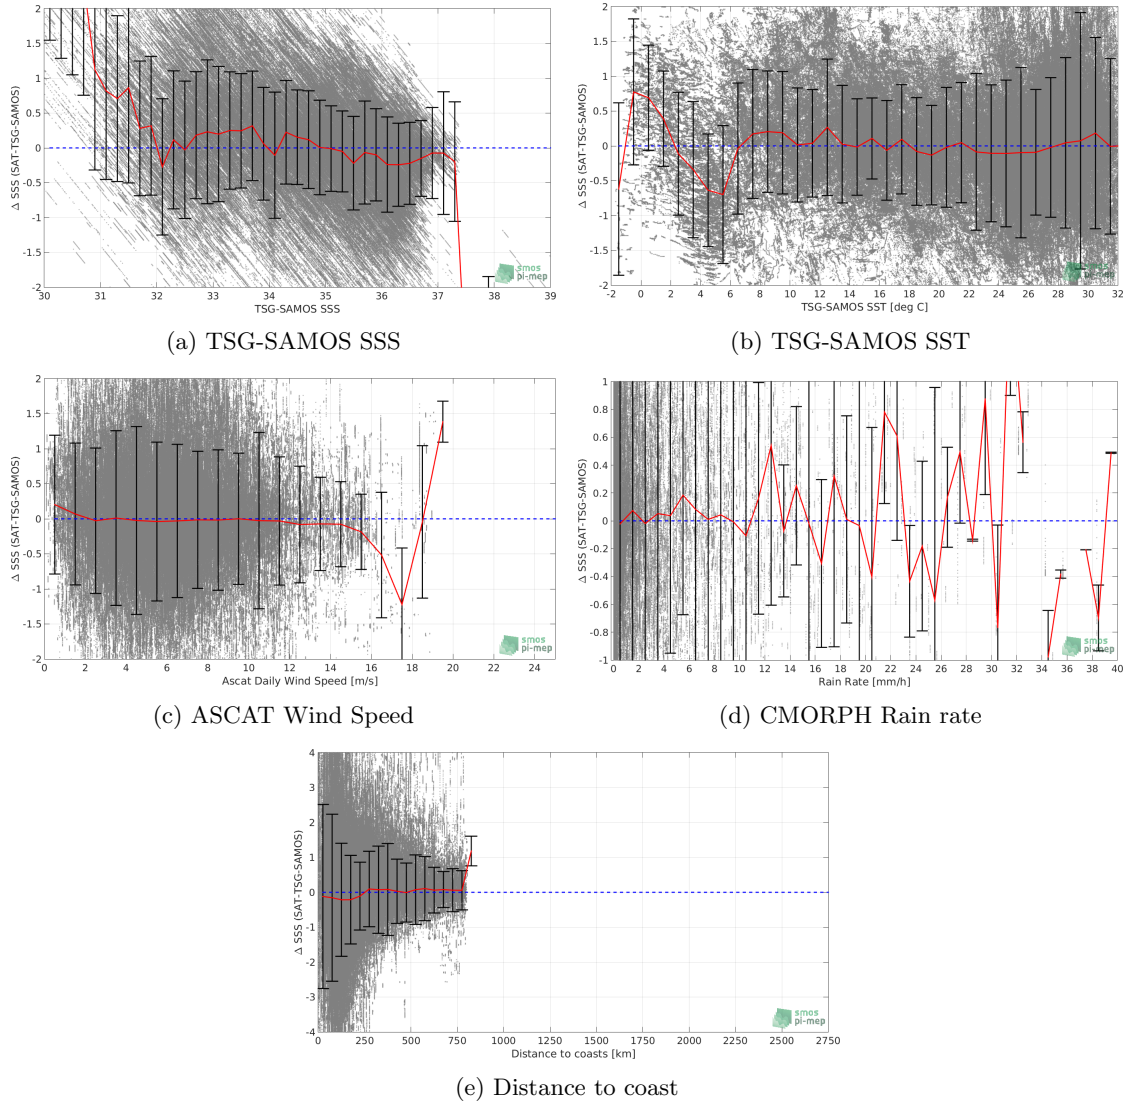 2
1.5
1
0.5
0
-0.5
-1
-1.5
-2
Δ SSS (SAT-TSG-SAMOS)
30 31 32 33 34 35 36 37 38 39
TSG-SAMOS SSS
smos
pi-mep
(a) TSG-SAMOS SSS
2
1.5
1
0.5
0
-0.5
-1
-1.5
-2
Δ SSS (SAT-TSG-SAMOS)
-2 0 2 4 6 8 10 12 14 16 18 20 22 24 26 28 30 32
TSG-SAMOS SST [deg C]
smos
pi-mep
(b) TSG-SAMOS SST
2
1.5
1
0.5
0
-0.5
-1
-1.5
-2
Δ SSS (SAT-TSG-SAMOS)
0 2 4 6 8 10 12 14 16 18 20 22 24
Ascat Daily Wind Speed [m/s]
smos
pi-mep
(c) ASCAT Wind Speed
1
0.8
0.6
0.4
0.2
0
-0.2
-0.4
-0.6
-0.8
-1
Δ SSS (SAT-TSG-SAMOS)
0 2 4 6 8 10 12 14 16 18 20 22 24 26 28 30 32 34 36 38 40
Rain Rate [mm/h]
smos
pi-mep
(d) CMORPH Rain rate
4
3
2
1
0
-1
-2
-3
-4
Δ SSS (SAT-TSG-SAMOS)
0 250 500 750 1000 1250 1500 1750 2000 2250 2500 2750
Distance to coasts [km]
smos
pi-mep
(e) Distance to coast